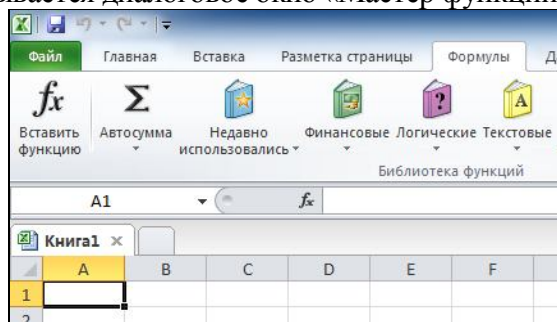 вается диалоговое окно «Мастер функций
Файл Главная Вставка Разметка страницы Формулы Д
fx Σ ? A
Вставить функцию Автосумма Недавно использовались Финансовые Логические Текстовые
Библиотека функций
A1 fx
Книга1
A B C D E F
1
2